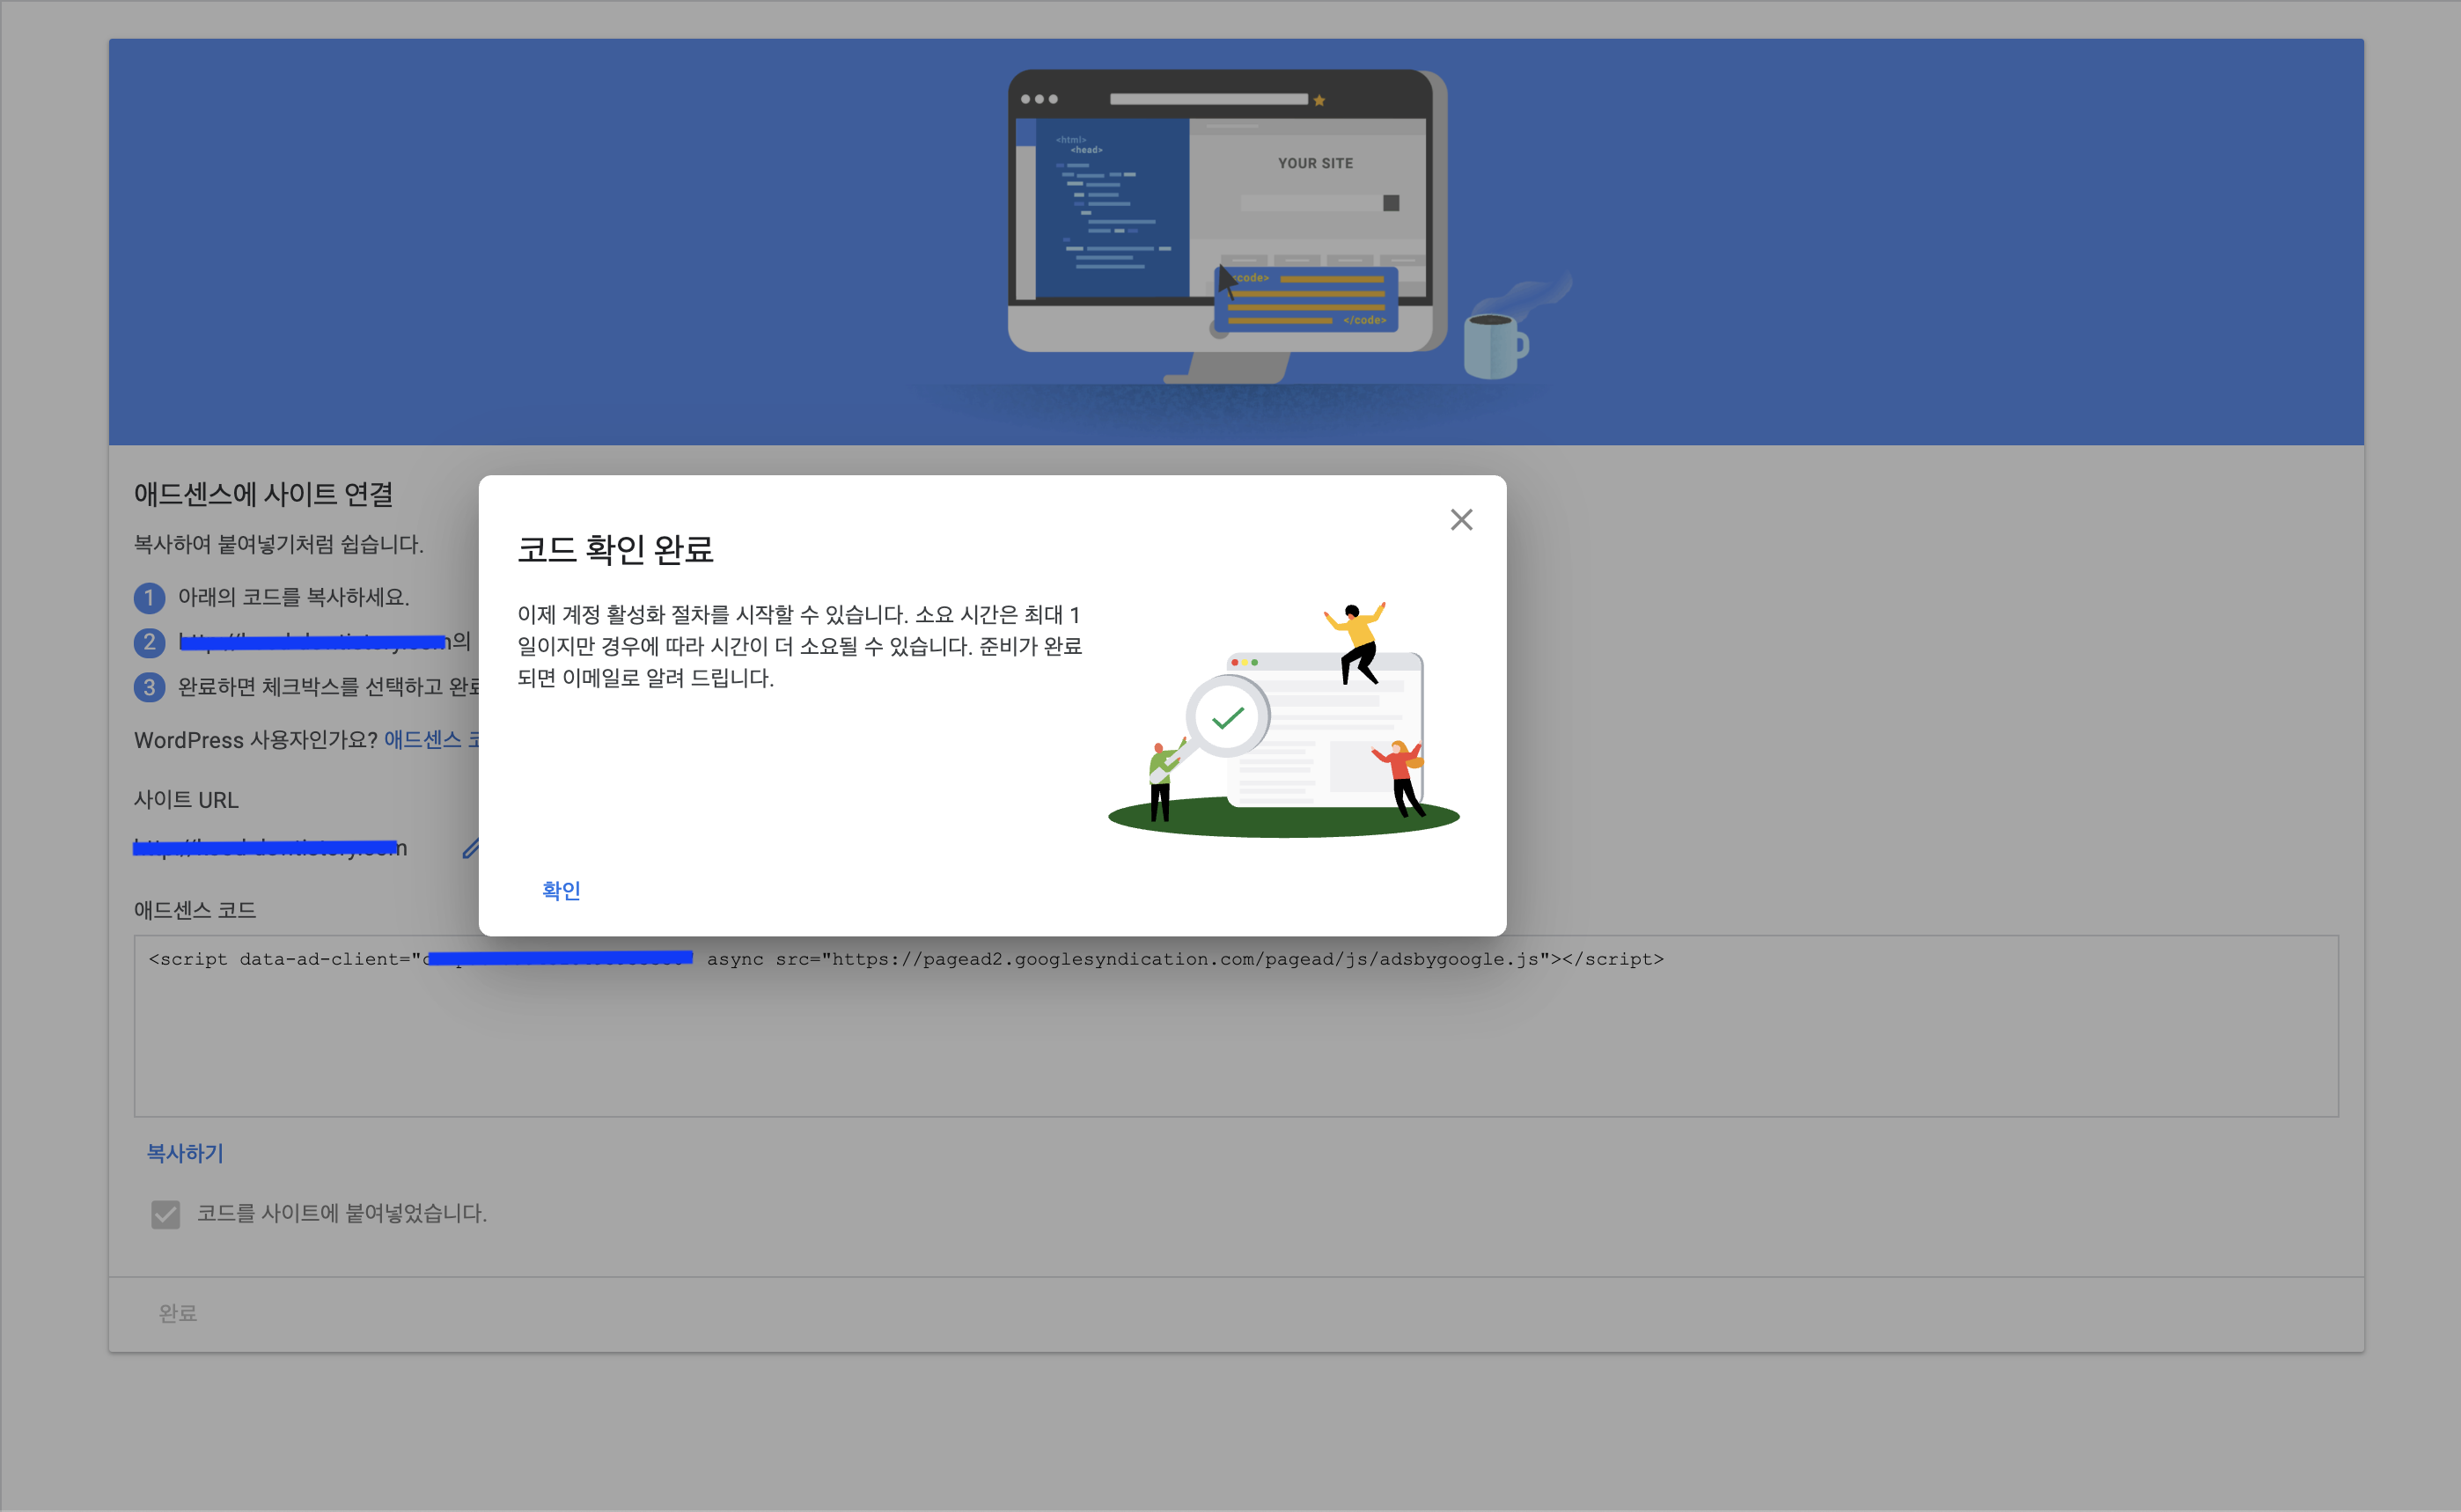 <html>
<head>
YOUR SITE
<code>
</code>
애드센스에 사이트 연결
복사하여 붙여넣기처럼 쉽습니다.
1 아래의 코드를 복사하세요.
2 의
3 완료하면 체크박스를 선택하고 완료
WordPress 사용자인가요? 애드센스 코
사이트 URL
애드센스 코드
코드 확인 완료
이제 계정 활성화 절차를 시작할 수 있습니다. 소요 시간은 최대 1
일이지만 경우에 따라 시간이 더 소요될 수 있습니다. 준비가 완료
되면 이메일로 알려 드립니다.
확인
<script data-ad-client=" async src="https://pagead2.googlesyndication.com/pagead/js/adsbygoogle.js"></script>
복사하기
코드를 사이트에 붙여넣었습니다.
완료